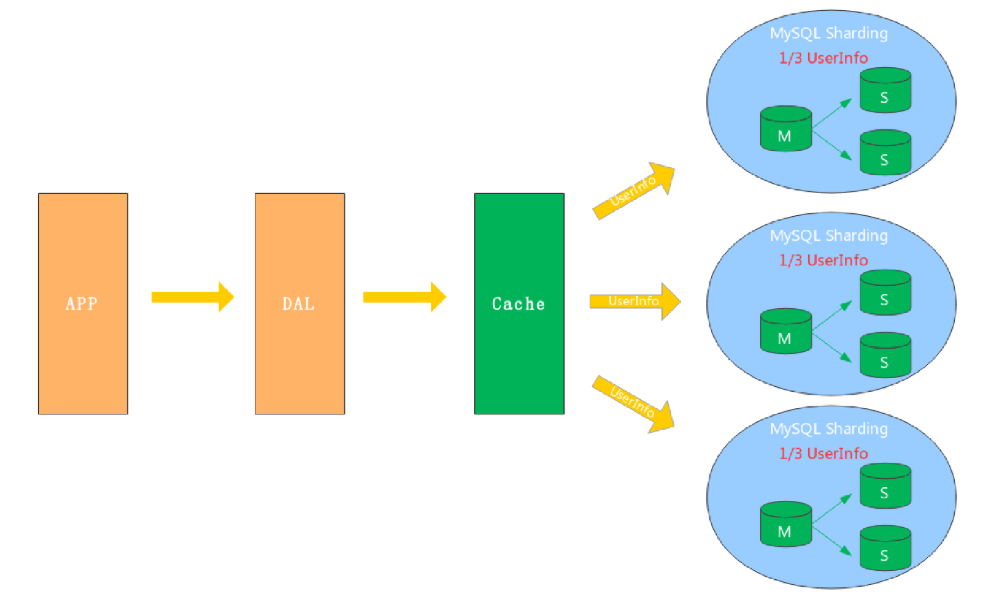 APP
DAL
Cache
UserInfo
UserInfo
UserInfo
MySQL Sharding
1/3 UserInfo
M
S
S
MySQL Sharding
1/3 UserInfo
M
S
S
MySQL Sharding
1/3 UserInfo
M
S
S